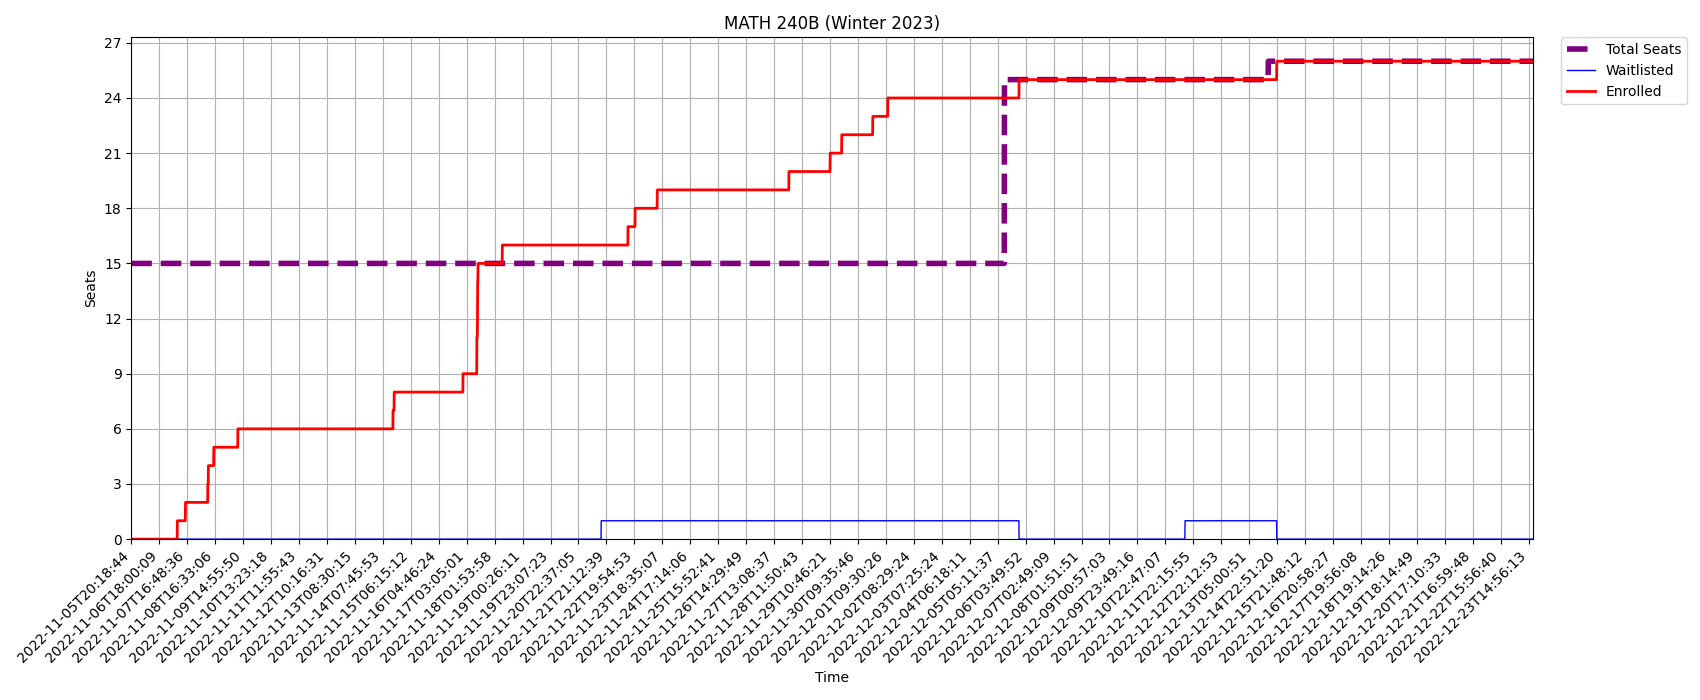 MATH 240B (Winter 2023)
Total Seats
Waitlisted
Enrolled
27
24
21
18
15
12
9
6
3
0
Seats
2022-11-05T20:18:44
2022-11-06T18:00:09
2022-11-07T16:48:36
2022-11-08T16:33:06
2022-11-09T14:55:50
2022-11-10T13:23:18
2022-11-11T11:55:43
2022-11-12T10:16:31
2022-11-13T08:30:15
2022-11-14T07:45:53
2022-11-15T06:15:12
2022-11-16T04:46:24
2022-11-17T03:05:01
2022-11-18T01:53:58
2022-11-19T00:26:11
2022-11-19T23:07:23
2022-11-20T22:37:05
2022-11-21T21:12:39
2022-11-22T19:54:53
2022-11-23T18:35:07
2022-11-24T17:14:06
2022-11-25T15:52:41
2022-11-26T14:29:49
2022-11-27T13:08:37
2022-11-28T11:50:43
2022-11-29T10:46:21
2022-11-30T09:35:46
2022-12-01T09:30:26
2022-12-02T08:29:24
2022-12-03T07:25:24
2022-12-04T06:18:11
2022-12-05T05:11:37
2022-12-06T03:49:52
2022-12-07T02:49:09
2022-12-08T01:51:51
2022-12-09T00:57:03
2022-12-09T23:49:16
2022-12-10T22:47:07
2022-12-11T22:15:55
2022-12-12T22:12:53
2022-12-13T15:00:51
2022-12-14T22:51:20
2022-12-15T21:48:12
2022-12-16T20:58:27
2022-12-17T19:56:08
2022-12-18T19:14:26
2022-12-19T18:14:49
2022-12-20T17:10:33
2022-12-21T16:59:48
2022-12-22T15:56:40
2022-12-23T14:56:13
Time